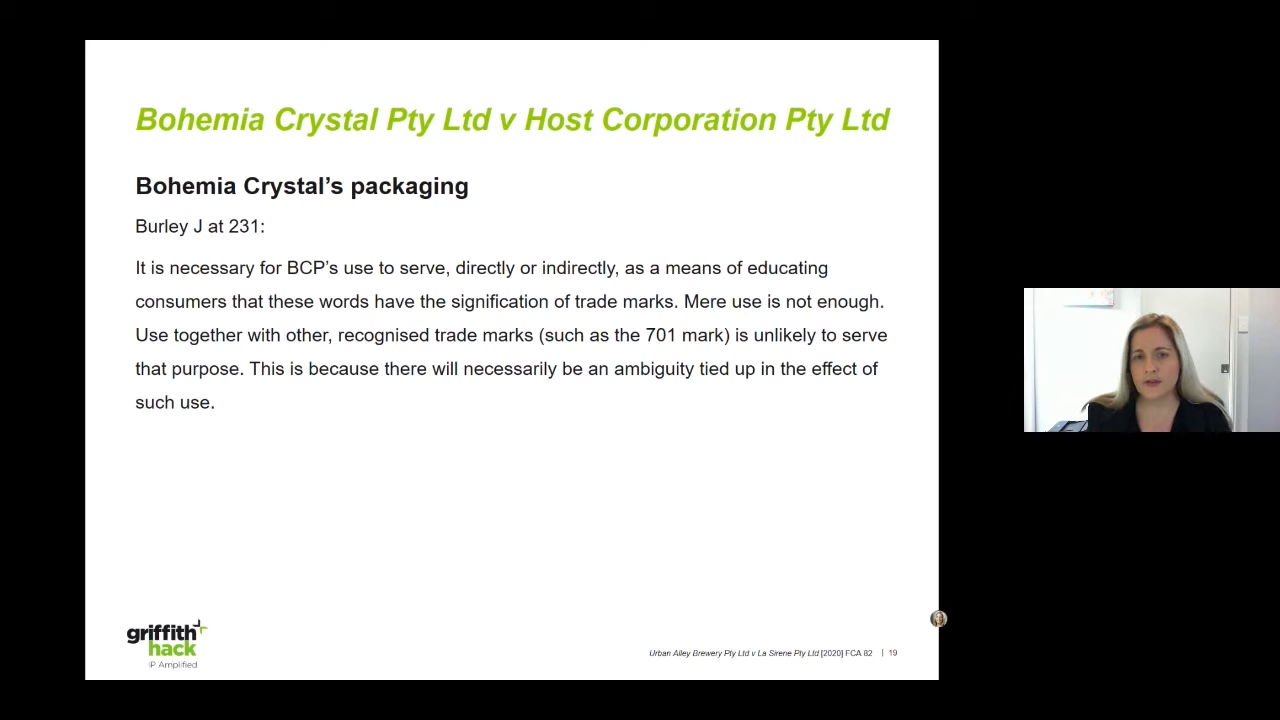 Bohemia Crystal Pty Ltd v Host Corporation Pty Ltd
Bohemia Crystal's packaging
Burley J at 231:
It is necessary for BCP's use to serve, directly or indirectly, as a means of educating
consumers that these words have the signification of trade marks. Mere use is not enough.
Use together with other, recognised trade marks (such as the 701 mark) is unlikely to serve
that purpose. This is because there will necessarily be an ambiguity tied up in the effect of
such use.
griffith
hack
IP Amplified
Urban Alley Brewery Pty Ltd v La Sirene Pty Ltd [2020] FCA 82 | 19